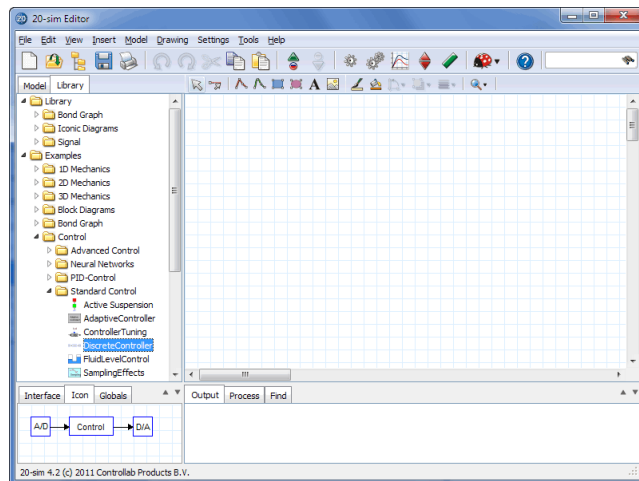 20-sim Editor
File Edit View Insert Model Drawing Settings Tools Help
Model Library
A
Library
Bond Graph
Iconic Diagrams
Signal
Examples
1D Mechanics
2D Mechanics
3D Mechanics
Block Diagrams
Bond Graph
Control
Advanced Control
Neural Networks
PID-Control
Standard Control
Active Suspension
AdaptiveController
ControllerTuning
DiscreteController
FluidLevelControl
SamplingEffects
Interface Icon Globals
Output Process Find
A/D Control D/A
20-sim 4.2 (c) 2011 Controllab Products B.V.